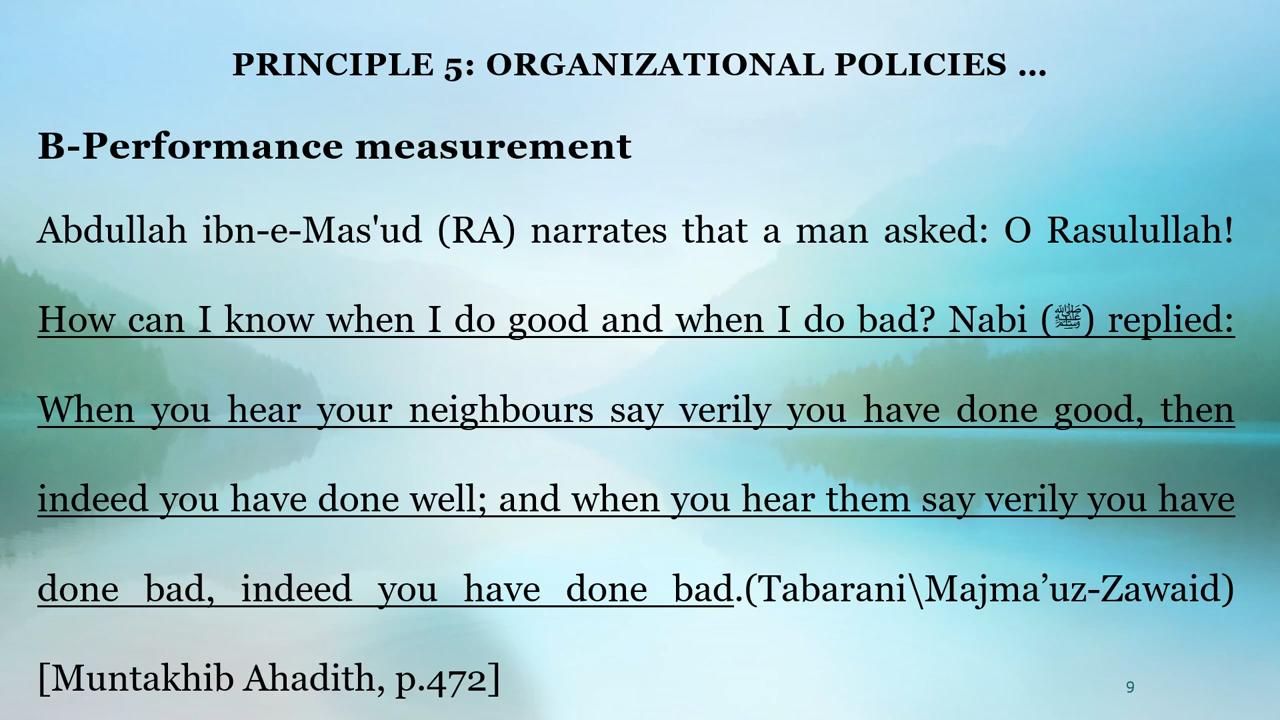 PRINCIPLE 5: ORGANIZATIONAL POLICIES ...
B-Performance measurement
Abdullah ibn-e-Mas'ud (RA) narrates that a man asked: O Rasulullah!
How can I know when I do good and when I do bad? Nabi (ﷺ) replied:
When you hear your neighbours say verily you have done good, then
indeed you have done well; and when you hear them say verily you have
done bad, indeed you have done bad.(Tabarani\Majma’uz-Zawaid)
[Muntakhib Ahadith, p.472]
9